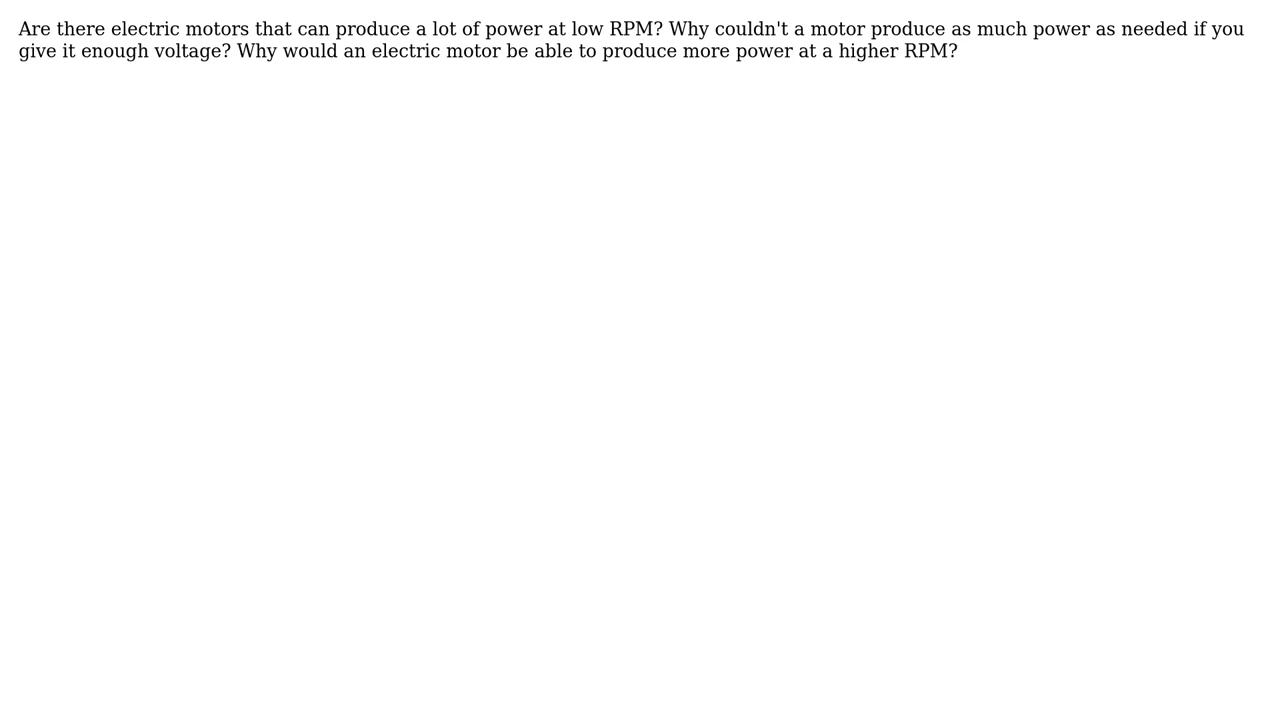 Are there electric motors that can produce a lot of power at low RPM? Why couldn't a motor produce as much power as needed if you
give it enough voltage? Why would an electric motor be able to produce more power at a higher RPM?